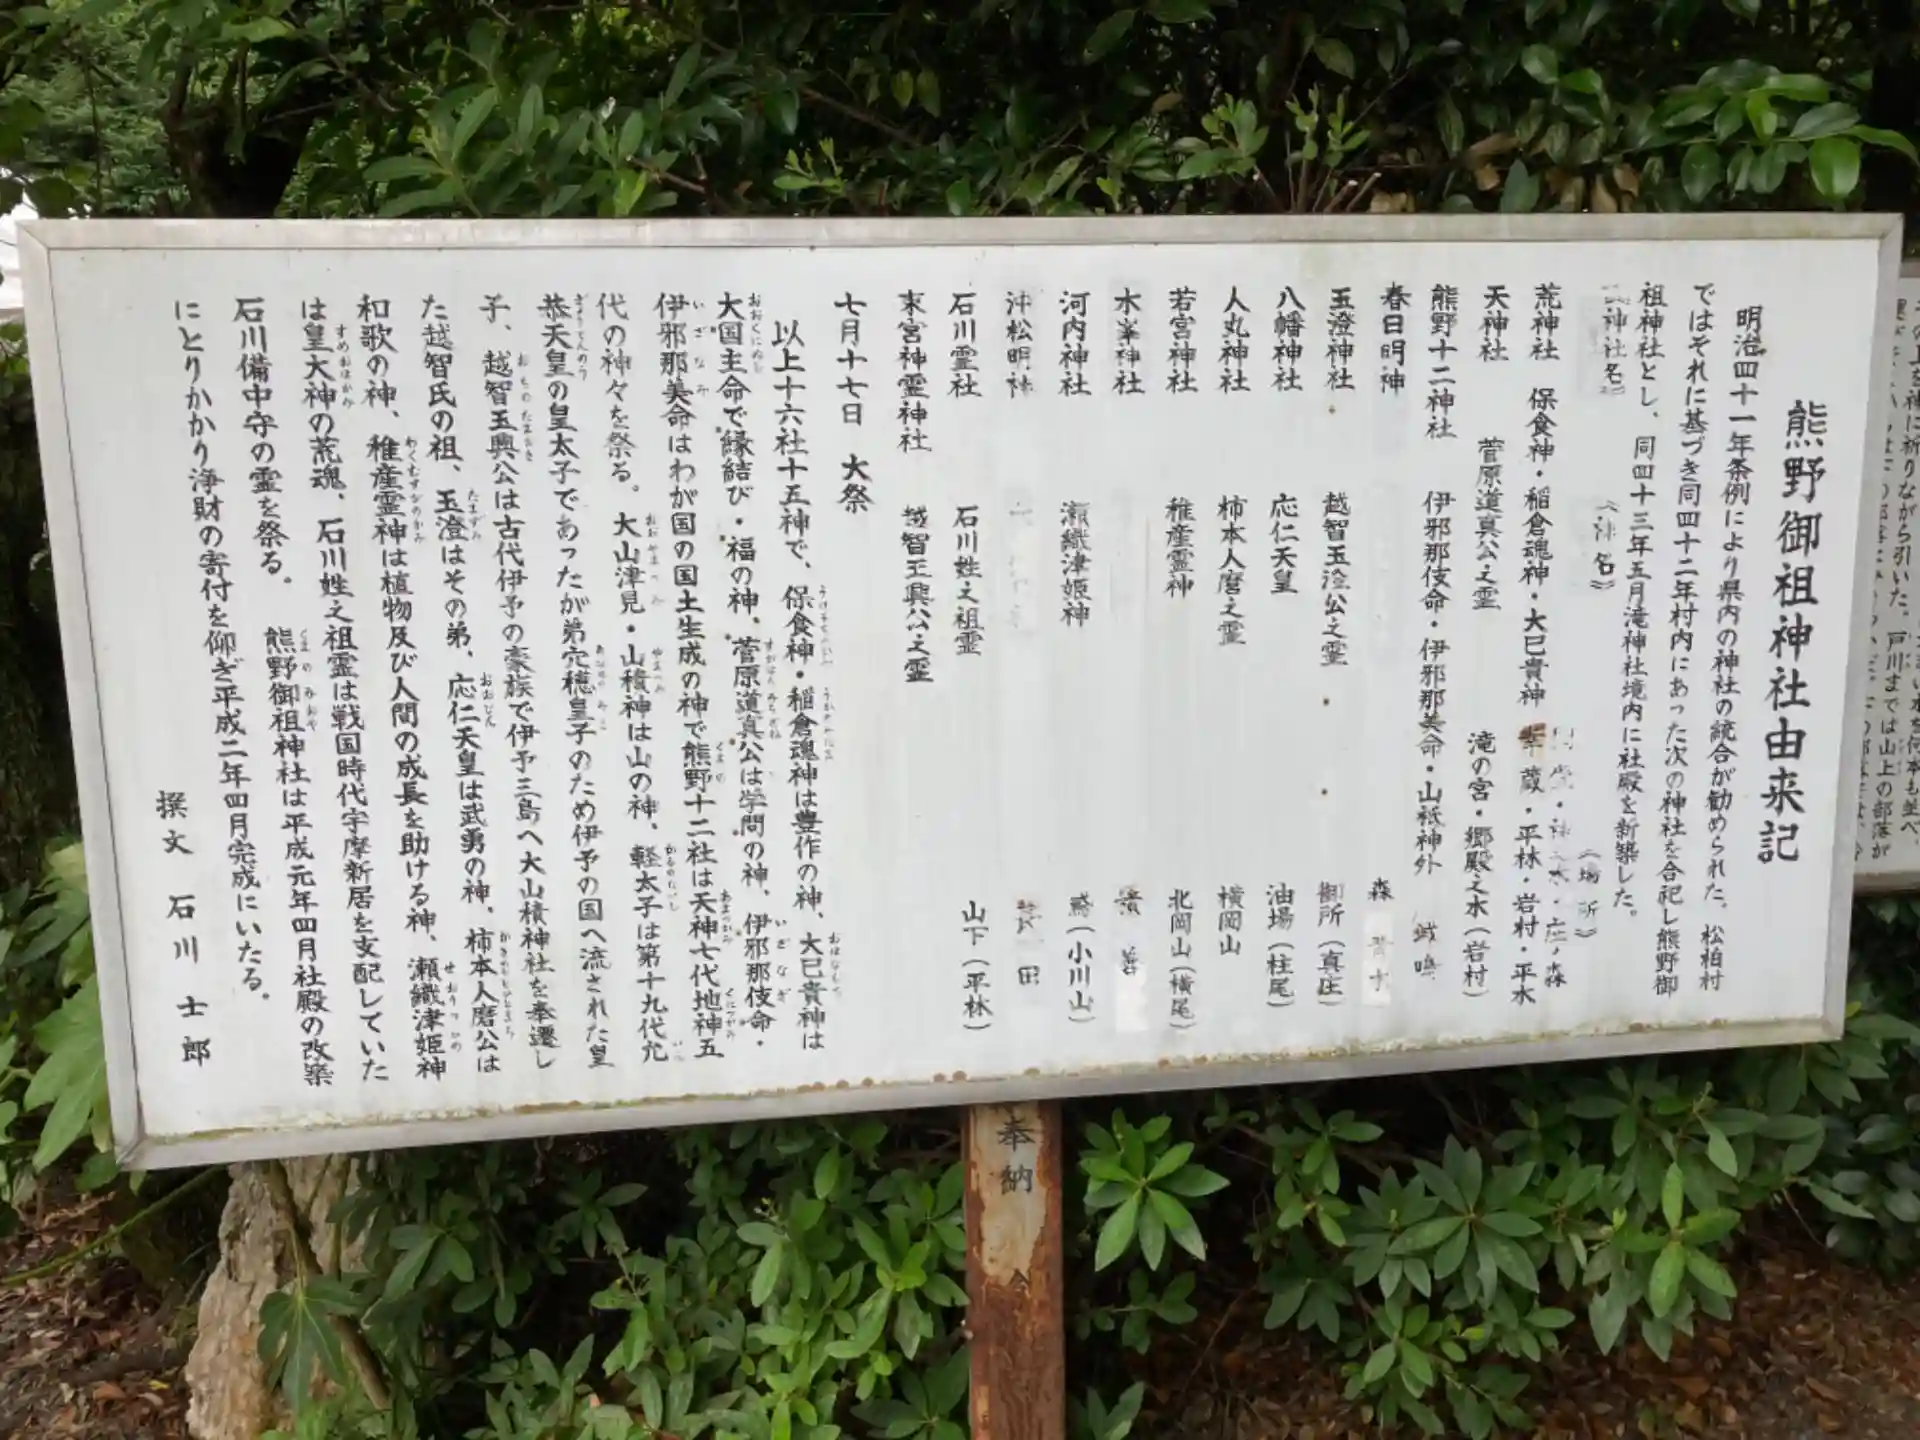 熊野御祖神社由来記
明治四十一年条例により県内の神社の統合が勧められた。松柏村
ではそれに基づき同四十二年村内にあった次の神社を合祀し熊野御
祖神社とし、同四十三年五月滝神社境内に社殿を新築した。
《神社名》 《神名》 《場所》
荒神社 保食神・稲倉魂神・大己貴神 蔵・平林・岩村・平木 森
天神社 菅原道真公之霊 滝の宮・郷殿之木(岩村)
熊野十二神社 伊邪那伎命・伊邪那美命・山祇神外
春日明神 森
玉澄神社 越智玉澄公之霊 御所(真庄)
八幡神社 応仁天皇 油場(柱尾)
人丸神社 柿本人麿之霊 横岡山
若宮神社 稚産霊神 北岡山(横尾)
木峯神社
河内神社 瀬織津姫神 (小川山)
沖松明神 田
石川霊社 石川姓之祖霊 山下(平林)
末宮神霊神社 越智玉興公之霊
七月十七日 大祭
以上十六社十五神で、保食神・稲倉魂神は豊作の神、大己貴神は
大国主命で縁結び・福の神、菅原道真公は学問の神、伊邪那伎命・
伊邪那美命はわが国の国土生成の神で熊野十二社は天神七代地神五
代の神々を祭る。大山津見・山積神は山の神、軽太子は第十九代允
恭天皇の皇太子であったが弟穴穂皇子のため伊予の国へ流された皇
子、越智玉興公は古代伊予の豪族で伊予三島へ大山積神社を奉遷し
た越智氏の祖、玉澄はその弟、応仁天皇は武勇の神、柿本人磨公は
和歌の神、稚産霊神は植物及び人間の成長を助ける神、瀬織津姫神
は皇大神の荒魂、石川姓之祖霊は戦国時代宇摩新居を支配していた
石川備中守の霊を祭る。 熊野御祖神社は平成元年四月社殿の改築
にとりかかり浄財の寄付を仰ぎ平成二年四月完成にいたる。
撰文 石川士郎
奉納